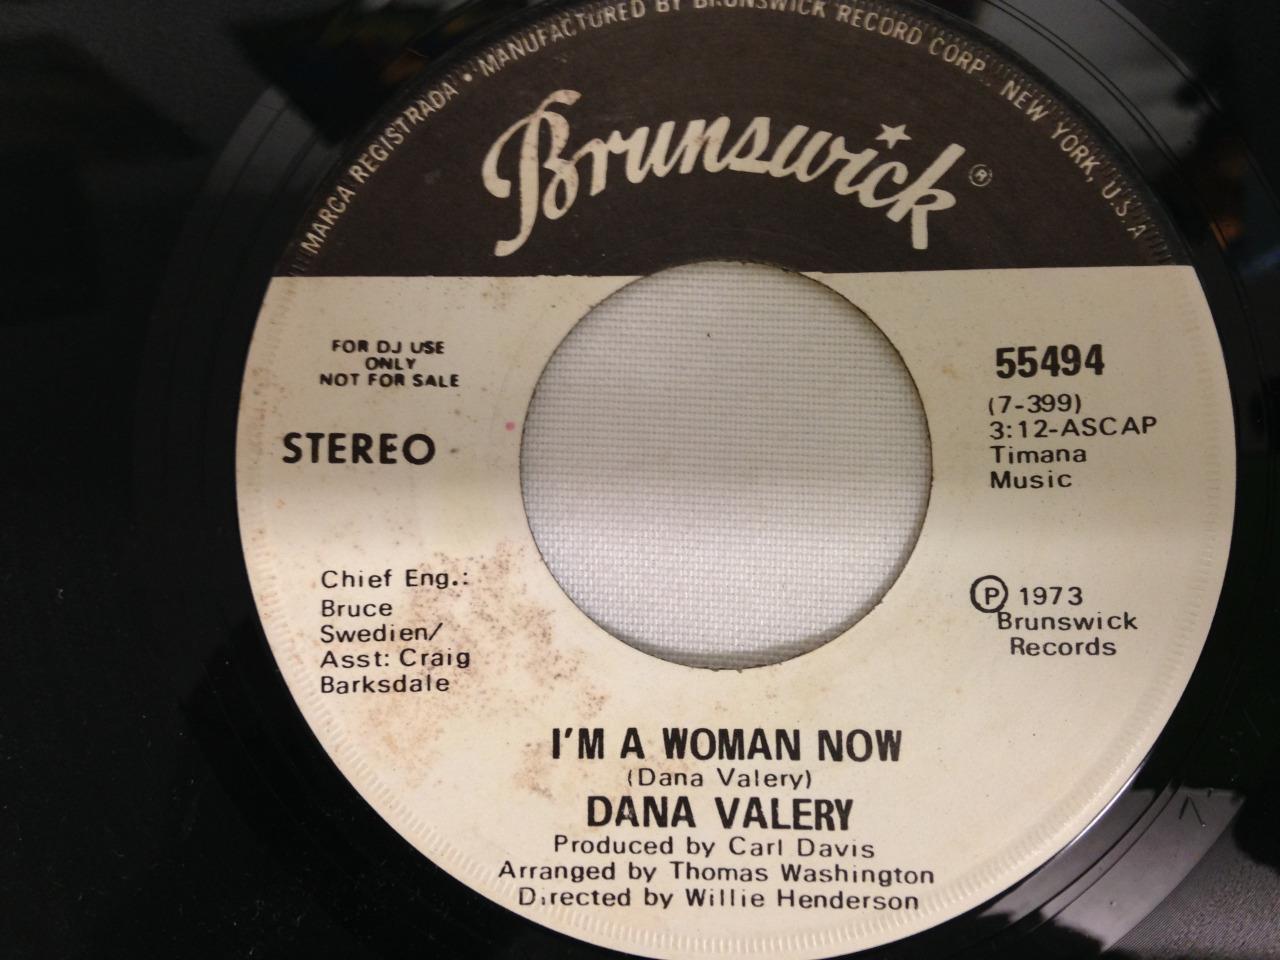 MARCA REGISTRADA • MANUFACTURED BY BRUNSWICK RECORD CORP. NEW YORK, U.S.A.
Brunswick ®
FOR DJ USE
ONLY
NOT FOR SALE
STEREO
55494
(7-399)
3:12-ASCAP
Timana
Music
Chief Eng.:
Bruce
Swedien/
Asst: Craig
Barksdale
Ⓟ 1973
Brunswick
Records
I'M A WOMAN NOW
(Dana Valery)
DANA VALERY
Produced by Carl Davis
Arranged by Thomas Washington
Directed by Willie Henderson